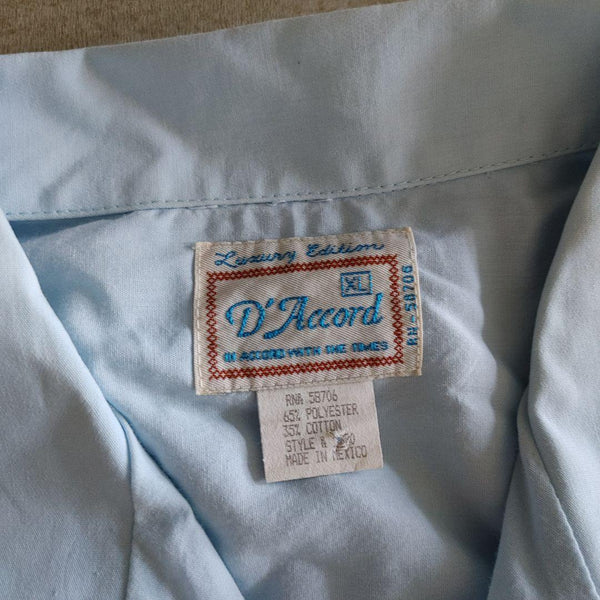 Luxury Edition
XL
D'Accord
IN ACCORD WITH THE TIMES
RN-58706
RN# 58706
65% POLYESTER
35% COTTON
STYLE #
MADE IN MEXICO